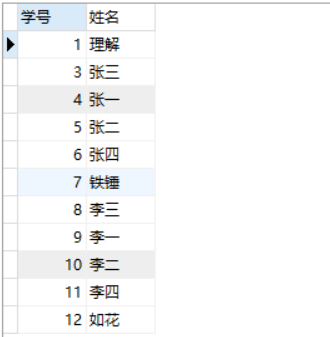 学号 姓名
1 理解
3 张三
4 张一
5 张二
6 张四
7 铁锤
8 李三
9 李一
10 李二
11 李四
12 如花